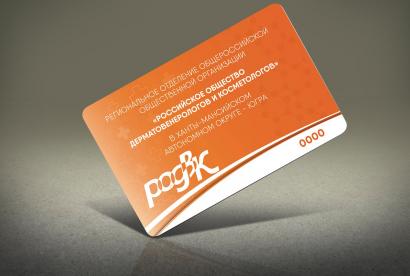 РЕГИОНАЛЬНОЕ ОТДЕЛЕНИЕ ОБЩЕРОССИЙСКОЙ
ОБЩЕСТВЕННОЙ ОРГАНИЗАЦИИ
«РОССИЙСКОЕ ОБЩЕСТВО
ДЕРМАТОВЕНЕРОЛОГОВ И КОСМЕТОЛОГОВ»
В ХАНТЫ-МАНСИЙСКОМ
АВТОНОМНОМ ОКРУГЕ - ЮГРА
0000
родвК